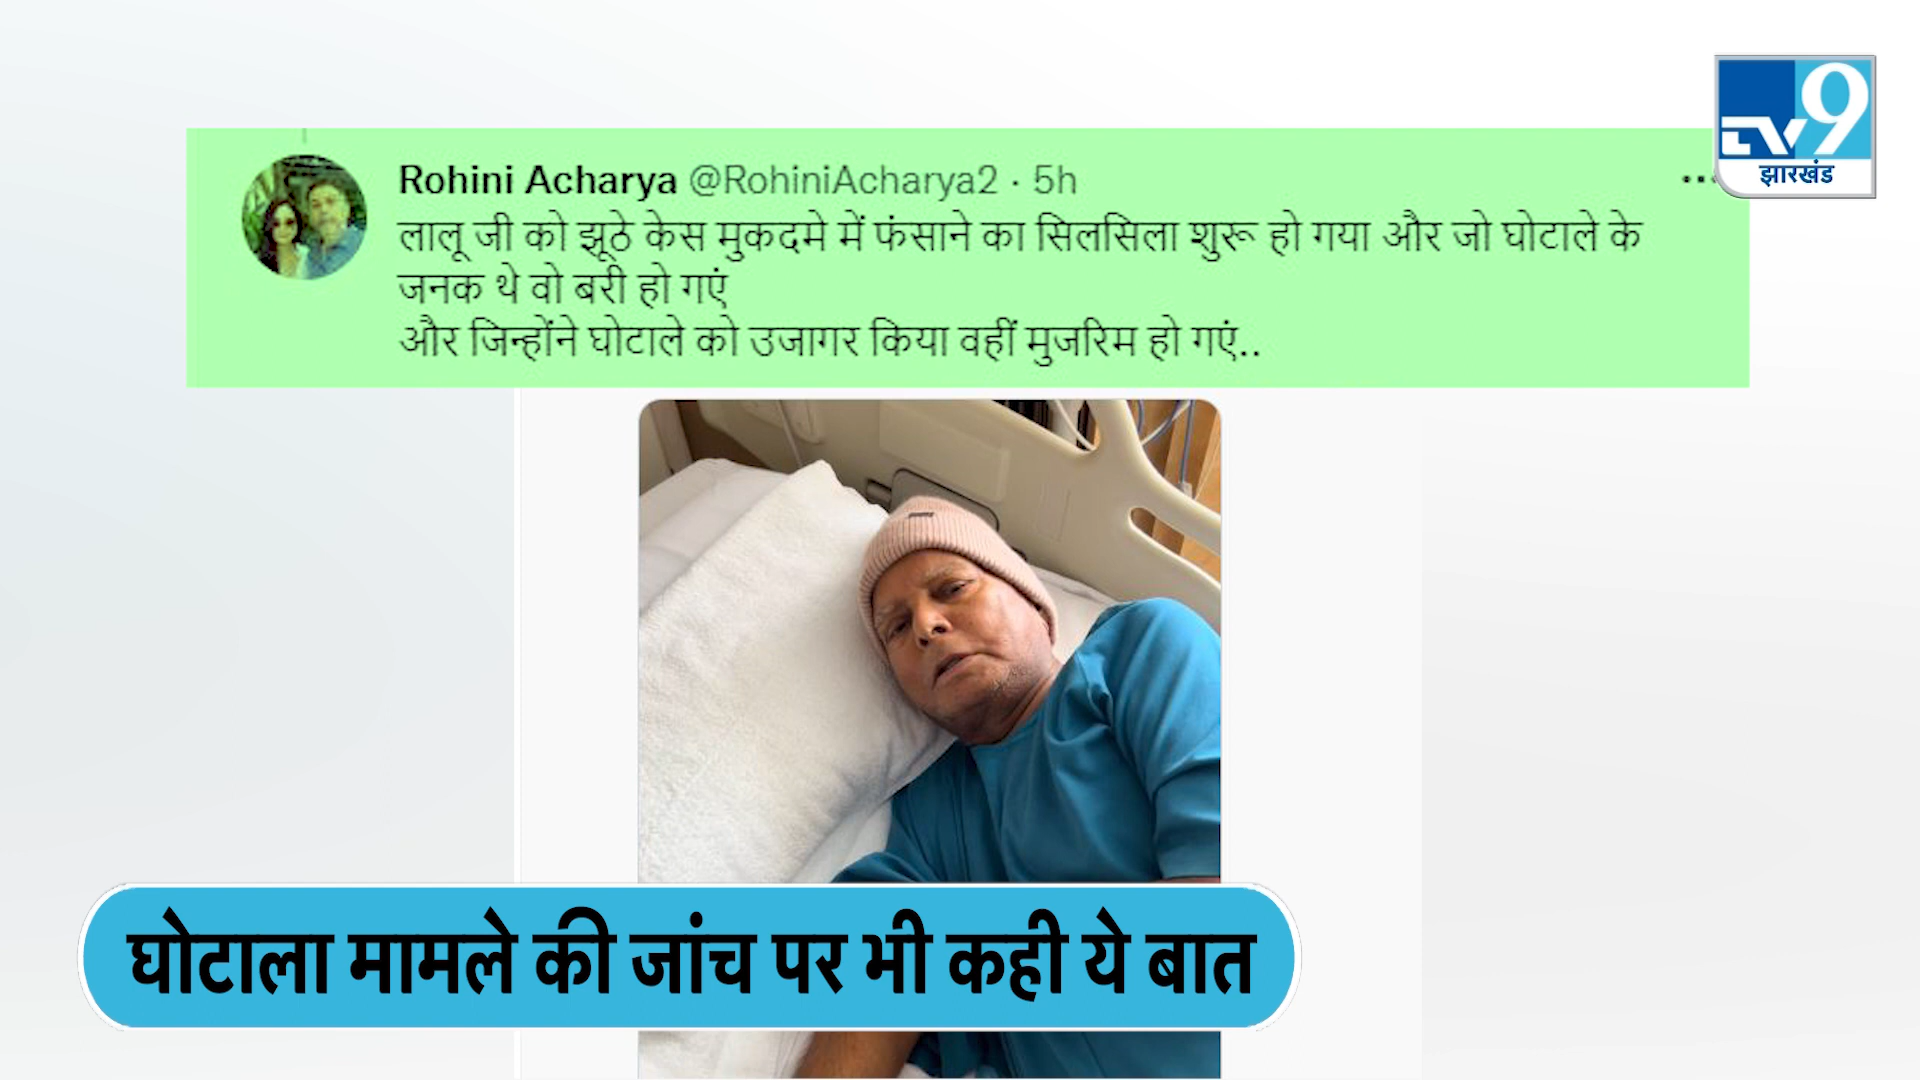 TV9
झारखंड
Rohini Acharya @RohiniAcharya2 · 5h
लालू जी को झूठे केस मुकदमे में फंसाने का सिलसिला शुरू हो गया और जो घोटाले के
जनक थे वो बरी हो गएं
और जिन्होंने घोटाले को उजागर किया वहीं मुजरिम हो गएं..
घोटाला मामले की जांच पर भी कही ये बात